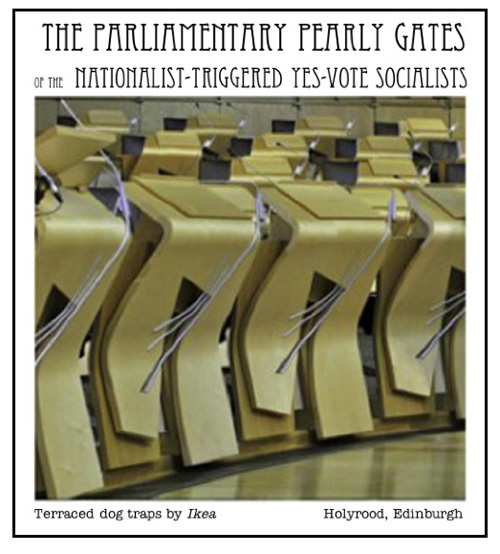 THE PARLIAMENTARY PEARLY GATES
OF THE NATIONALIST-TRIGGERED YES-VOTE SOCIALISTS
Terraced dog traps by Ikea Holyrood, Edinburgh